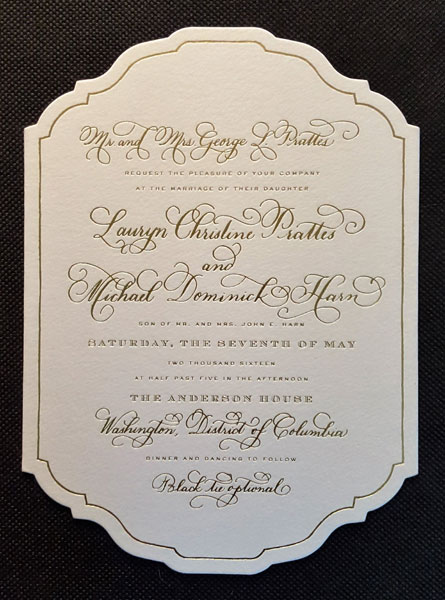 Mr. and Mrs. George L. Prattes
REQUEST THE PLEASURE OF YOUR COMPANY
AT THE MARRIAGE OF THEIR DAUGHTER
Lauryn Christine Prattes
and
Michael Dominick Harn
SON OF MR. AND MRS. JOHN E. HARN
SATURDAY, THE SEVENTH OF MAY
TWO THOUSAND SIXTEEN
AT HALF PAST FIVE IN THE AFTERNOON
THE ANDERSON HOUSE
Washington, District of Columbia
DINNER AND DANCING TO FOLLOW
Black tie optional